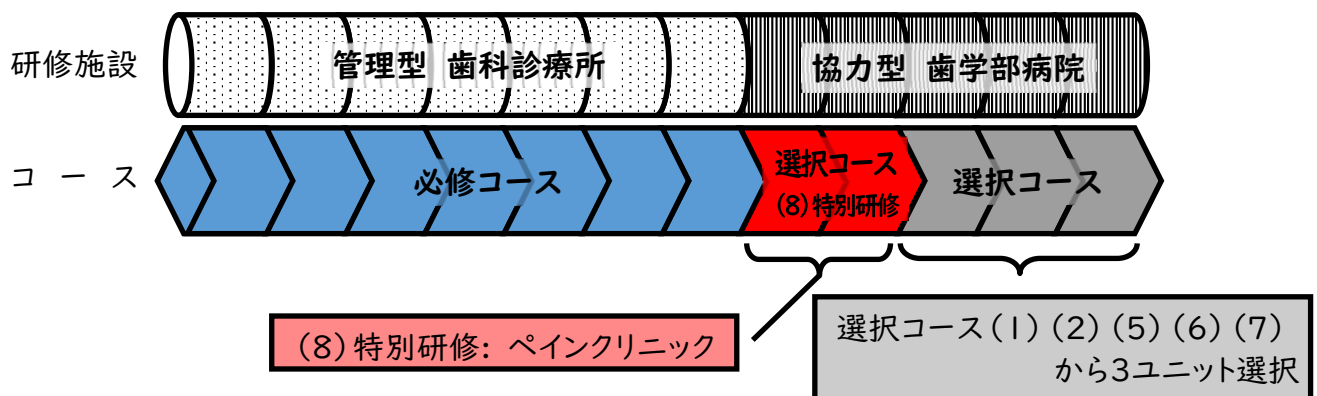 研修施設
管理型 歯科診療所
協力型 歯学部病院
コース
必修コース
選択コース
(8)特別研修
選択コース
(8)特別研修: ペインクリニック
選択コース(1)(2)(5)(6)(7)
から3ユニット選択